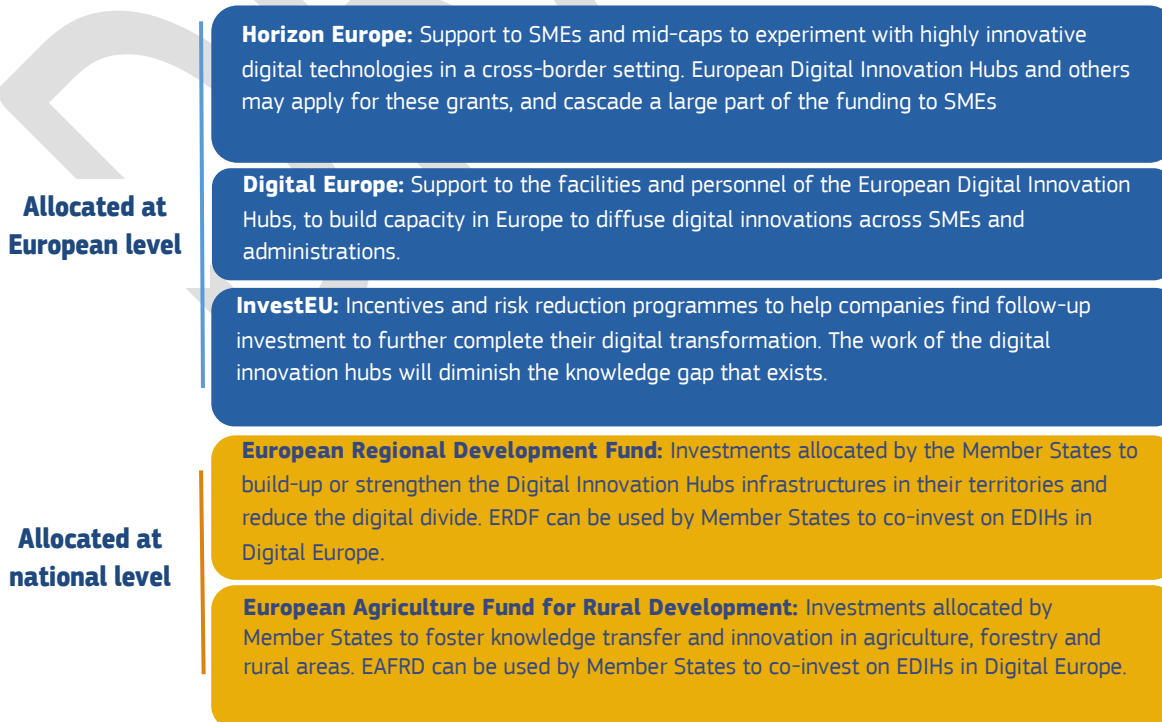 Horizon Europe: Support to SMEs and mid-caps to experiment with highly innovative
digital technologies in a cross-border setting. European Digital Innovation Hubs and others
may apply for these grants, and cascade a large part of the funding to SMEs
Allocated at
European level
Digital Europe: Support to the facilities and personnel of the European Digital Innovation
Hubs, to build capacity in Europe to diffuse digital innovations across SMEs and
administrations.
InvestEU: Incentives and risk reduction programmes to help companies find follow-up
investment to further complete their digital transformation. The work of the digital
innovation hubs will diminish the knowledge gap that exists.
Allocated at
national level
European Regional Development Fund: Investments allocated by the Member States to
build-up or strengthen the Digital Innovation Hubs infrastructures in their territories and
reduce the digital divide. ERDF can be used by Member States to co-invest on EDIHs in
Digital Europe.
European Agriculture Fund for Rural Development: Investments allocated by
Member States to foster knowledge transfer and innovation in agriculture, forestry and
rural areas. EAFRD can be used by Member States to co-invest on EDIHs in Digital Europe.